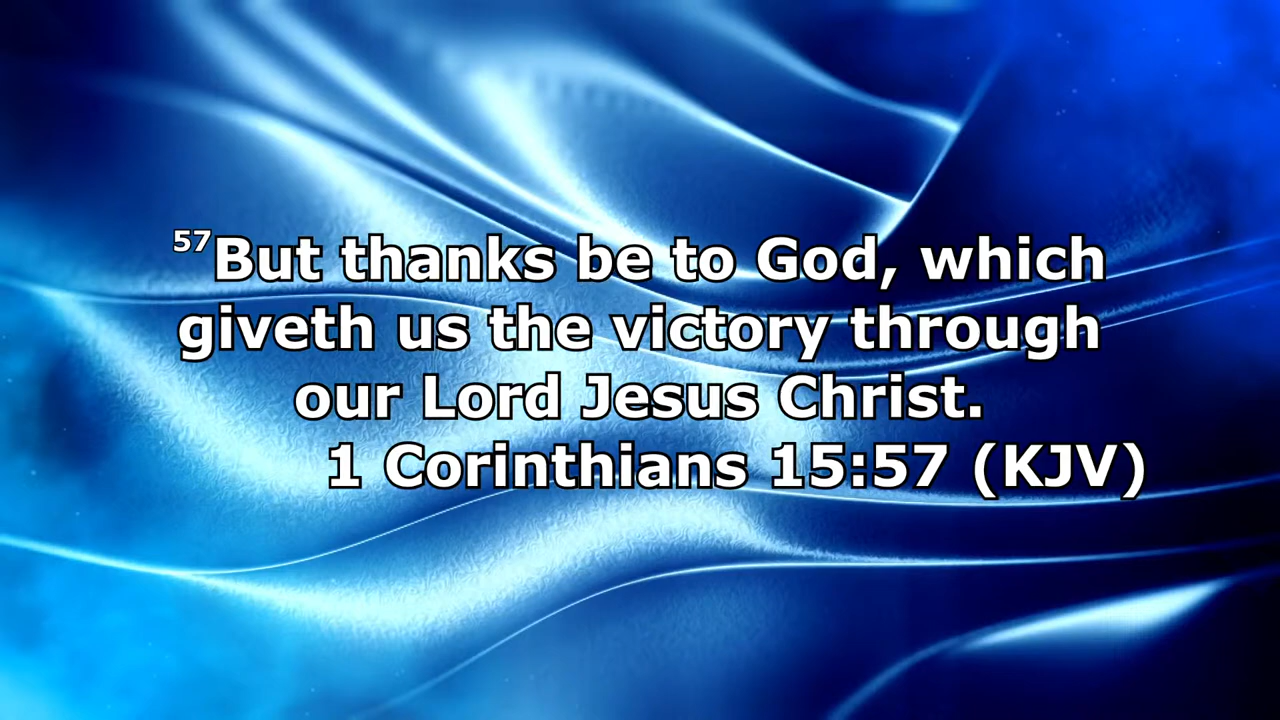 57But thanks be to God, which
giveth us the victory through
our Lord Jesus Christ.
1 Corinthians 15:57 (KJV)